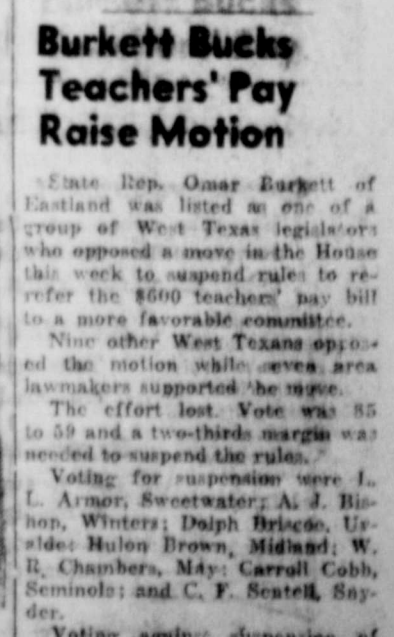 Burkett Bucks
Teachers' Pay
Raise Motion
State Rep. Omar Burkett of
Eastland was listed as one of a
group of West Texas legislators
who opposed a move in the House
this week to suspend rules to re-
refer the $600 teachers' pay bill
to a more favorable committee.
Nine other West Texans oppos-
ed the motion while seven area
lawmakers supported the move.
The effort lost. Vote was 85
to 59 and a two-thirds margin was
needed to suspend the rules.
Voting for suspension were L.
L. Armor, Sweetwater; A. J. Bis-
hop, Winters; Dolph Briscoe, Uv-
alde; Hulon Brown, Midland; W.
R. Chambers, May; Carroll Cobb,
Seminole; and C. F. Sentell, Sny-
der.
Voting against suspension of